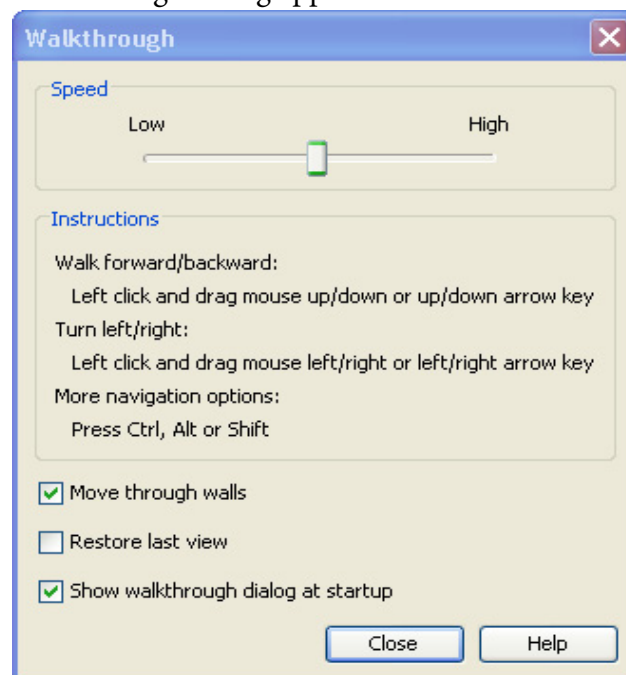 Walkthrough
Speed
Low High
Instructions
Walk forward/backward:
Left click and drag mouse up/down or up/down arrow key
Turn left/right:
Left click and drag mouse left/right or left/right arrow key
More navigation options:
Press Ctrl, Alt or Shift
Move through walls
Restore last view
Show walkthrough dialog at startup
Close Help